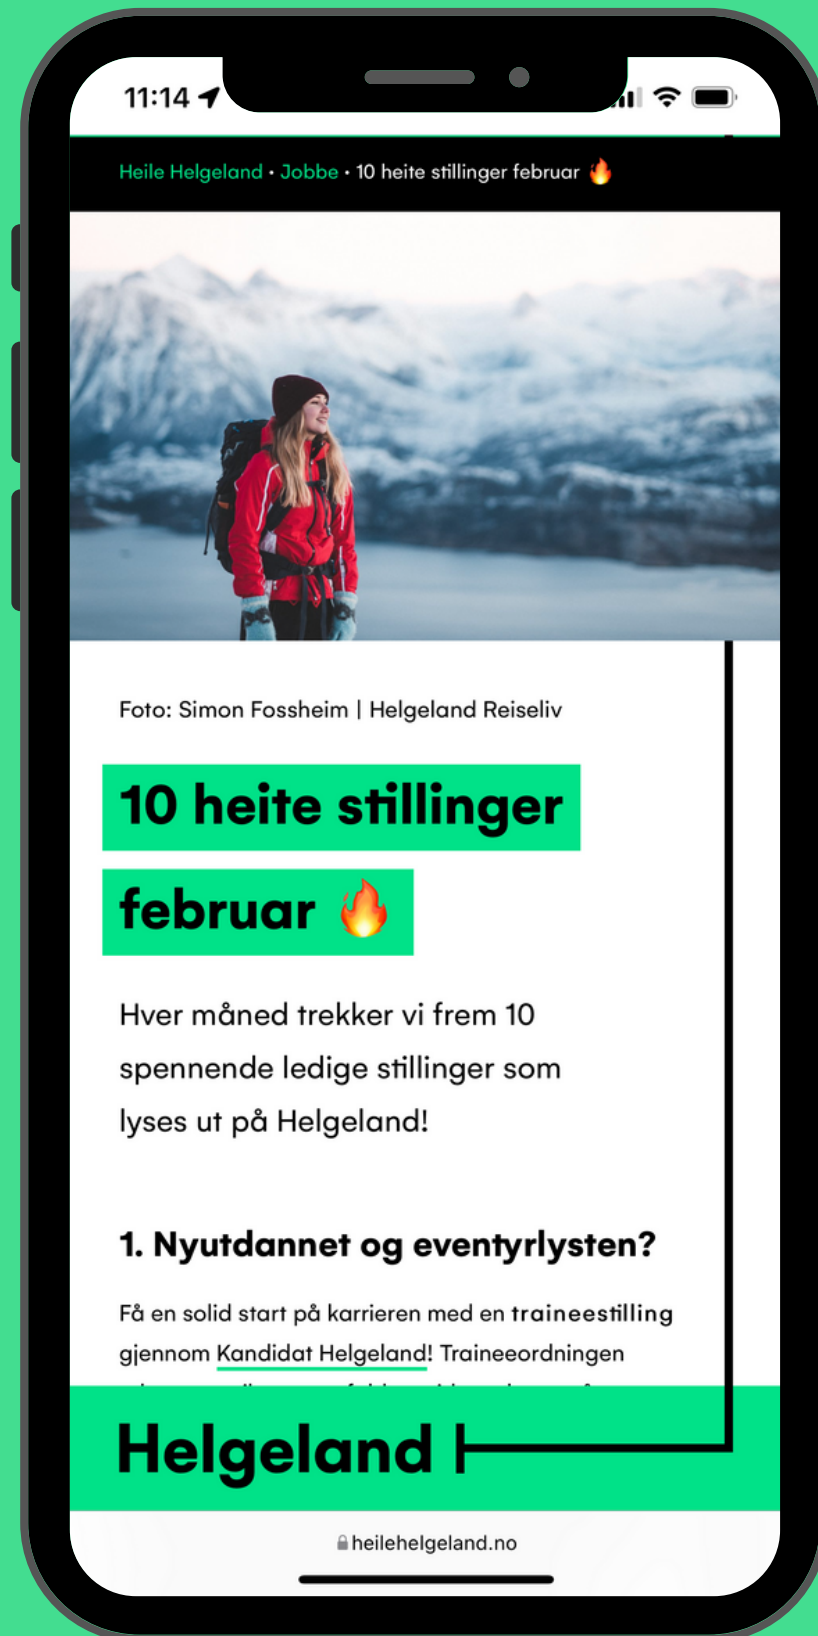 11:14
Heile Helgeland • Jobbe • 10 heite stillinger februar 🔥
Foto: Simon Fossheim | Helgeland Reiseliv
10 heite stillinger
februar 🔥
Hver måned trekker vi frem 10
spennende ledige stillinger som
lyses ut på Helgeland!
1. Nyutdannet og eventyrlysten?
Få en solid start på karrieren med en traineestilling
gjennom Kandidat Helgeland! Traineeordningen
Helgeland
heilehelgeland.no